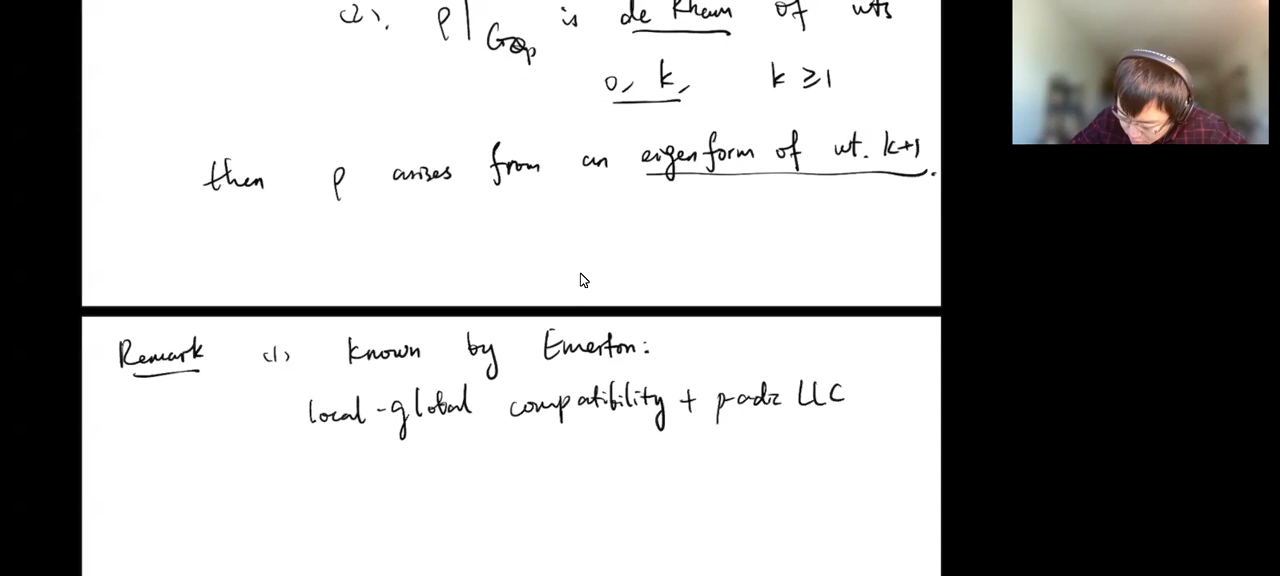 (2). ρ|G_Qp is de Rham of wts
0, k, k ≥ 1
then ρ arises from an eigenform of wt. k+1.
Remark (1) known by Emerton:
local-global compatibility + p-adic LLC